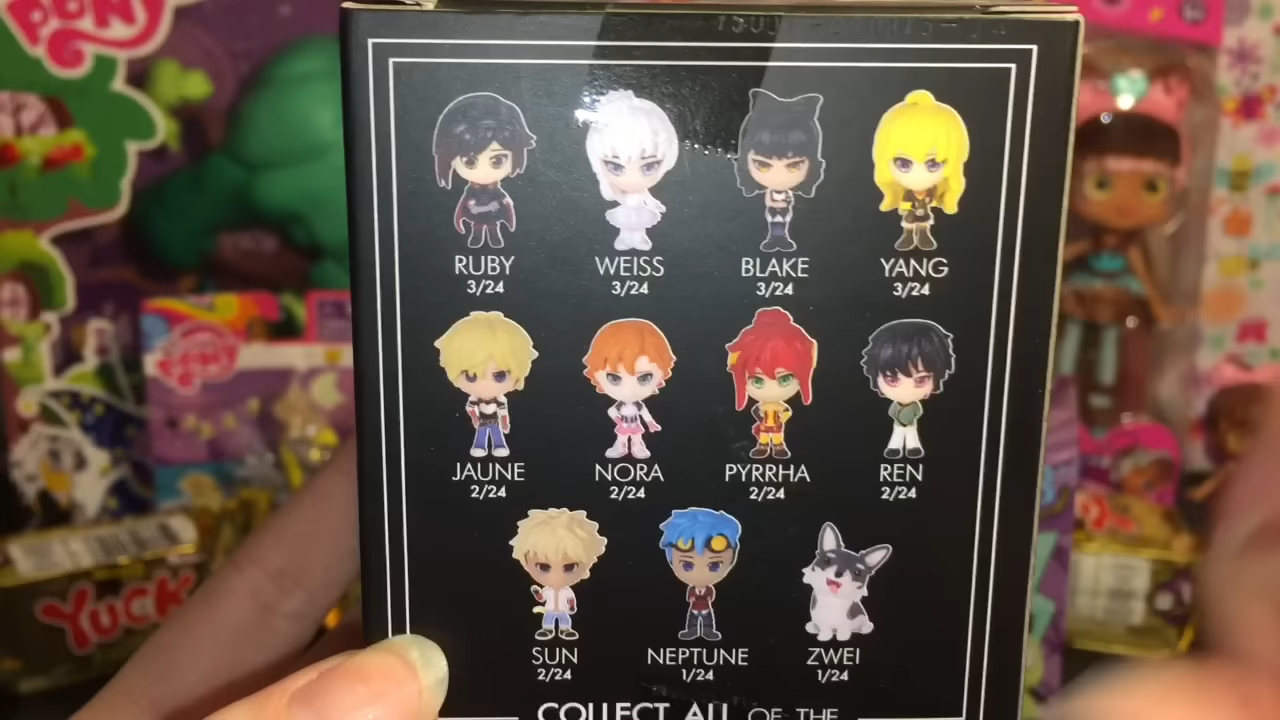 PONY
RUBY
3/24
WEISS
3/24
BLAKE
3/24
YANG
3/24
JAUNE
2/24
NORA
2/24
PYRRHA
2/24
REN
2/24
SUN
2/24
NEPTUNE
1/24
ZWEI
1/24
COLLECT ALL OF THE
PONY
YUCK